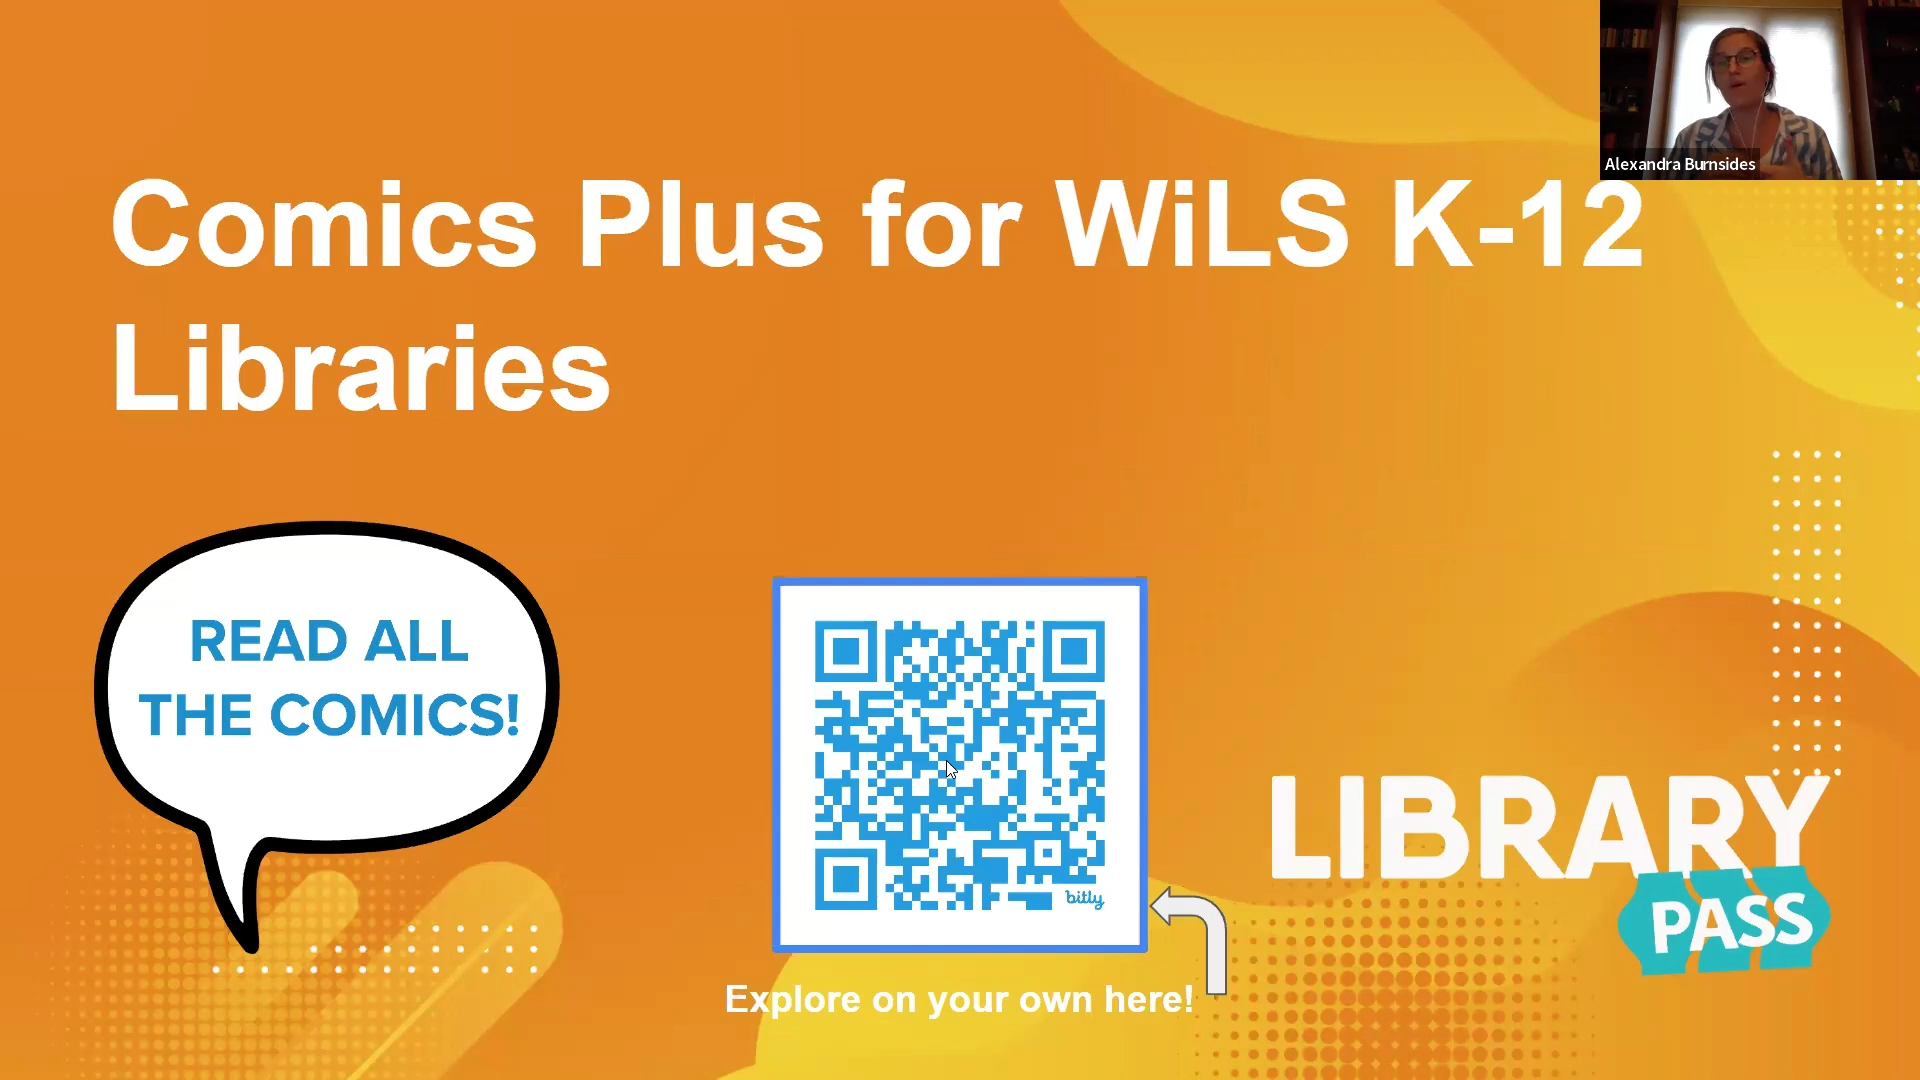 Alexandra Burnsides
Comics Plus for WiLS K-12
Libraries
READ ALL
THE COMICS!
bitly
Explore on your own here!
LIBRARY
PASS